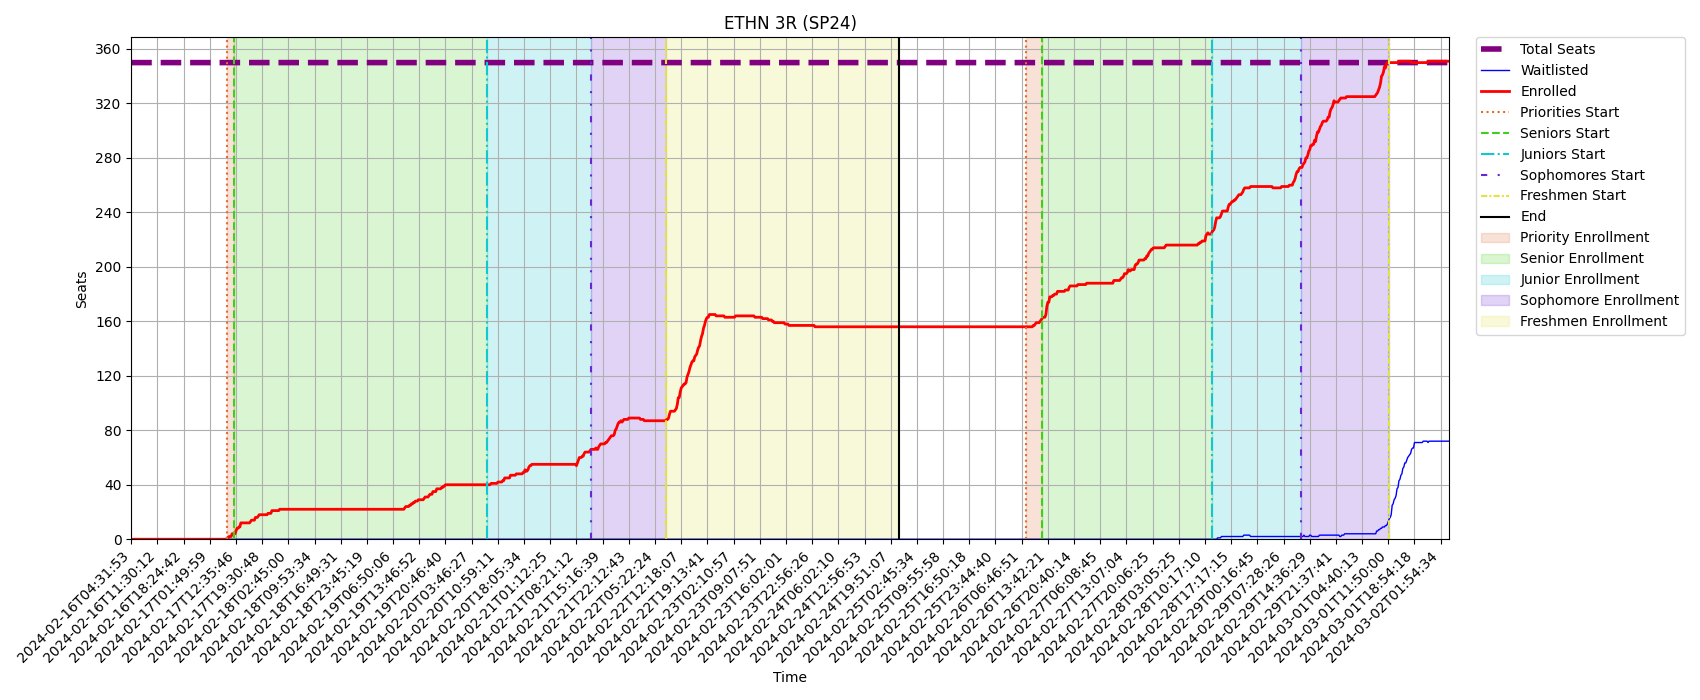 ETHN 3R (SP24)
Seats
360
320
280
240
200
160
120
80
40
0
2024-02-16T04:31:53
2024-02-16T11:30:12
2024-02-16T18:24:42
2024-02-17T01:49:59
2024-02-17T12:35:46
2024-02-17T19:30:48
2024-02-18T02:45:00
2024-02-18T09:53:34
2024-02-18T16:49:31
2024-02-18T23:45:19
2024-02-19T06:50:06
2024-02-19T13:46:52
2024-02-19T20:46:40
2024-02-20T03:46:27
2024-02-20T10:59:11
2024-02-20T18:05:34
2024-02-21T01:12:25
2024-02-21T08:21:12
2024-02-21T15:16:39
2024-02-21T22:12:43
2024-02-22T05:22:24
2024-02-22T12:18:07
2024-02-22T19:13:41
2024-02-23T02:10:57
2024-02-23T09:07:51
2024-02-23T16:02:01
2024-02-23T22:56:26
2024-02-24T06:02:16
2024-02-24T12:56:53
2024-02-24T19:51:07
2024-02-25T02:45:34
2024-02-25T09:55:58
2024-02-25T16:50:18
2024-02-25T23:44:40
2024-02-26T06:46:51
2024-02-26T13:42:21
2024-02-26T20:40:14
2024-02-27T06:08:45
2024-02-27T13:07:04
2024-02-27T20:06:25
2024-02-28T03:05:25
2024-02-28T10:17:10
2024-02-28T17:17:15
2024-02-29T00:16:45
2024-02-29T07:28:26
2024-02-29T14:36:29
2024-02-29T21:37:41
2024-03-01T04:40:13
2024-03-01T11:50:00
2024-03-01T18:54:18
2024-03-02T01:54:34
Time
Total Seats
Waitlisted
Enrolled
Priorities Start
Seniors Start
Juniors Start
Sophomores Start
Freshmen Start
End
Priority Enrollment
Senior Enrollment
Junior Enrollment
Sophomore Enrollment
Freshmen Enrollment